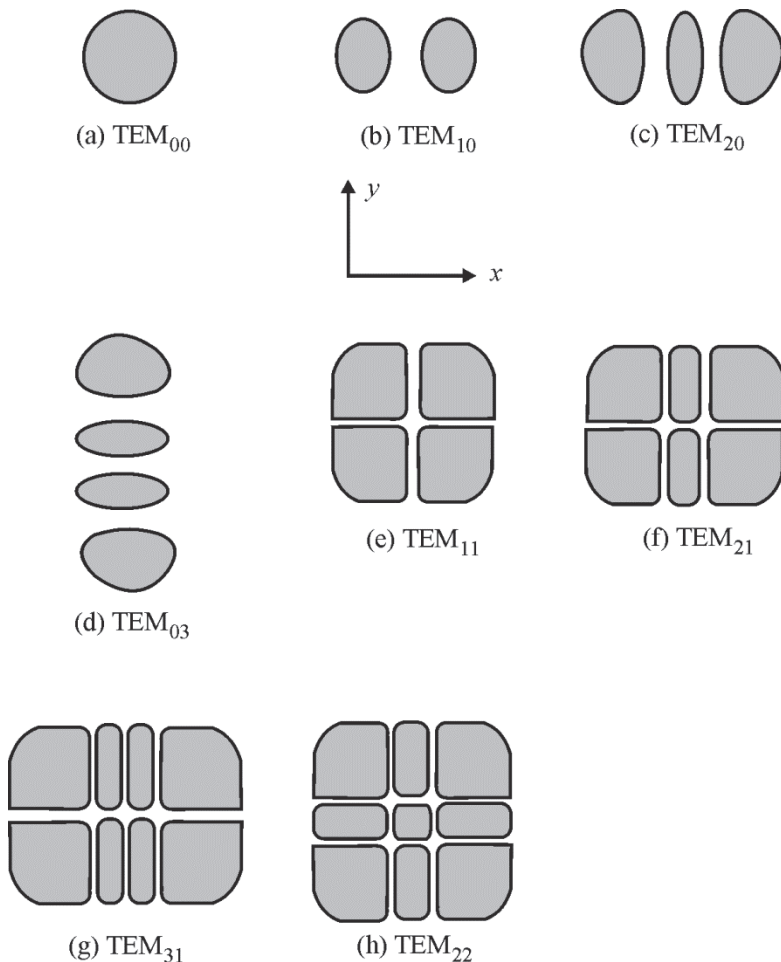 (a) TEM₀₀
(b) TEM₁₀
(c) TEM₂₀
y
x
(d) TEM₀₃
(e) TEM₁₁
(f) TEM₂₁
(g) TEM₃₁
(h) TEM₂₂